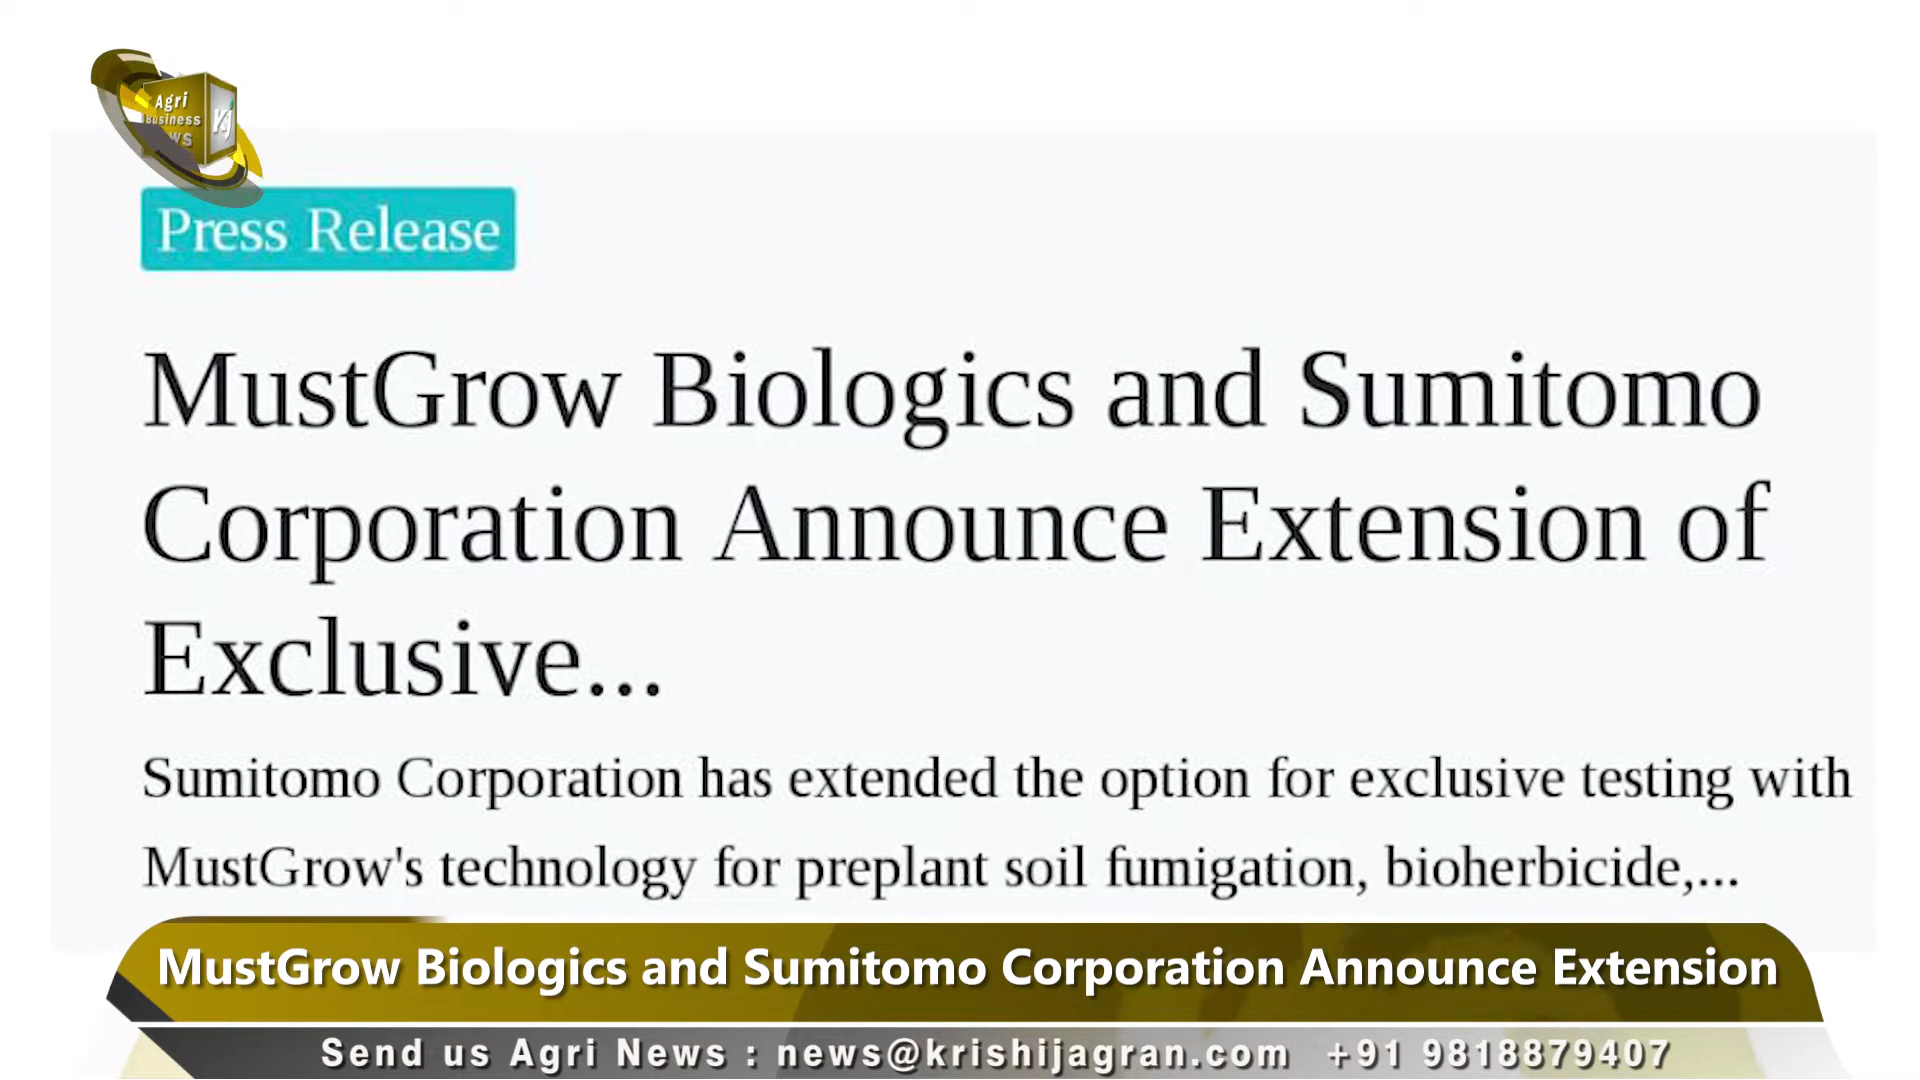 Agri
Business
KJ
Press Release
MustGrow Biologics and Sumitomo
Corporation Announce Extension of
Exclusive...
Sumitomo Corporation has extended the option for exclusive testing with
MustGrow's technology for preplant soil fumigation, bioherbicide,...
MustGrow Biologics and Sumitomo Corporation Announce Extension
Send us Agri News : news@krishijagran.com +91 9818879407